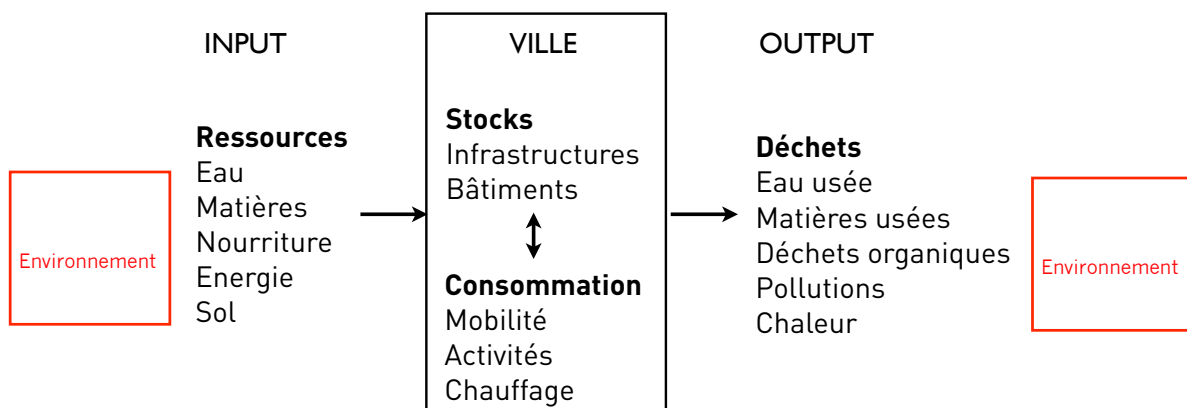 INPUT
VILLE
OUTPUT
Ressources
Eau
Matières
Nourriture
Energie
Sol
Environnement
Stocks
Infrastructures
Bâtiments
Consommation
Mobilité
Activités
Chauffage
Déchets
Eau usée
Matières usées
Déchets organiques
Pollutions
Chaleur
Environnement